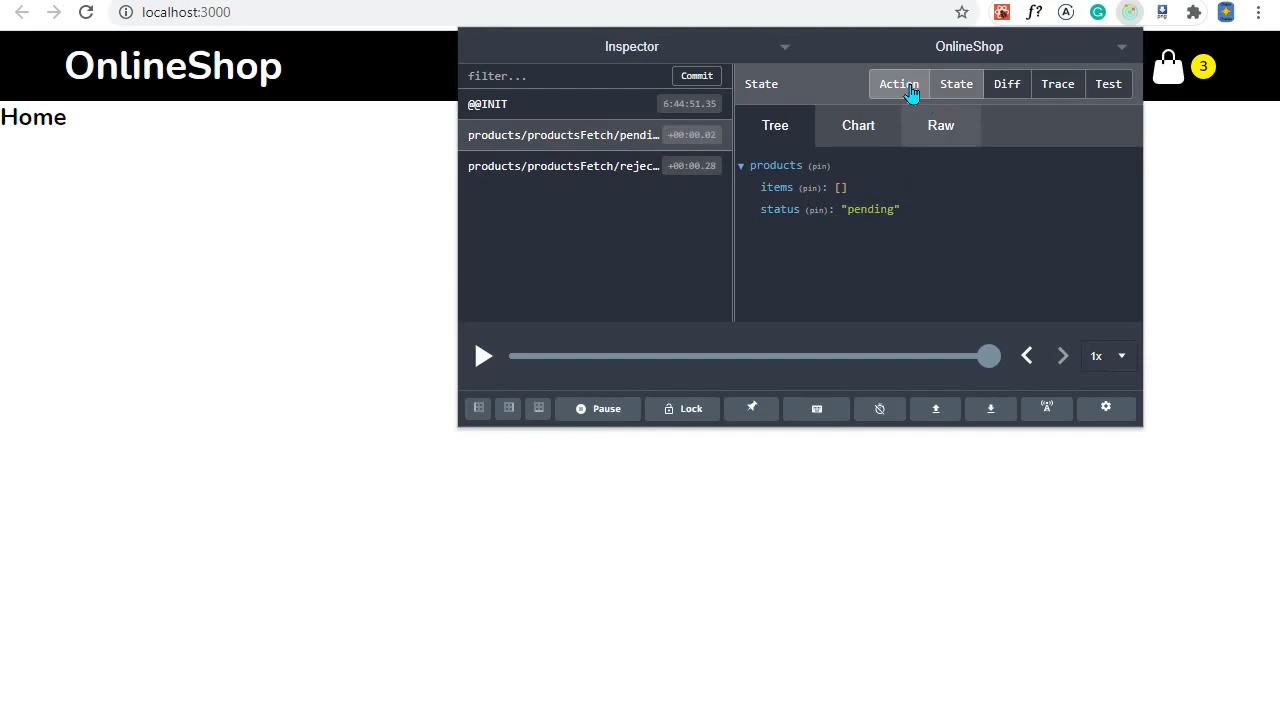 localhost:3000
f?
OnlineShop
3
Home
Inspector
OnlineShop
filter...
Commit
@@INIT
6:44:51.35
products/productsFetch/pendi…
+00:00.02
products/productsFetch/rejec…
+00:00.28
State
Action
State
Diff
Trace
Test
Tree
Chart
Raw
products (pin)
items (pin): []
status (pin): "pending"
1x
Pause
Lock